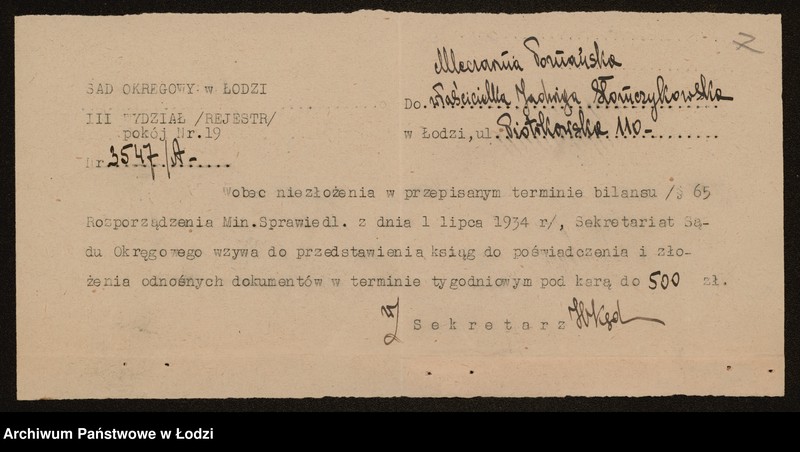 SĄD OKRĘGOWY w ŁODZI
III WYDZIAŁ /REJESTR/
pokój Nr.19
Nr 3547/A-
Mleczarnia Poznańska
Do. właścicielka Jadwiga Słomczykowska
w Łodzi, ul. Piotrkowska 110-
Wobec niezłożenia w przepisanym terminie bilansu /§ 65
Rozporządzenia Min.Sprawiedl. z dnia 1 lipca 1934 r/, Sekretariat Są-
du Okręgowego wzywa do przedstawienia ksiąg do poświadczenia i zło-
żenia odnośnych dokumentów w terminie tygodniowym pod karą do 500 zł.
Sekretarz
Archiwum Państwowe w Łodzi